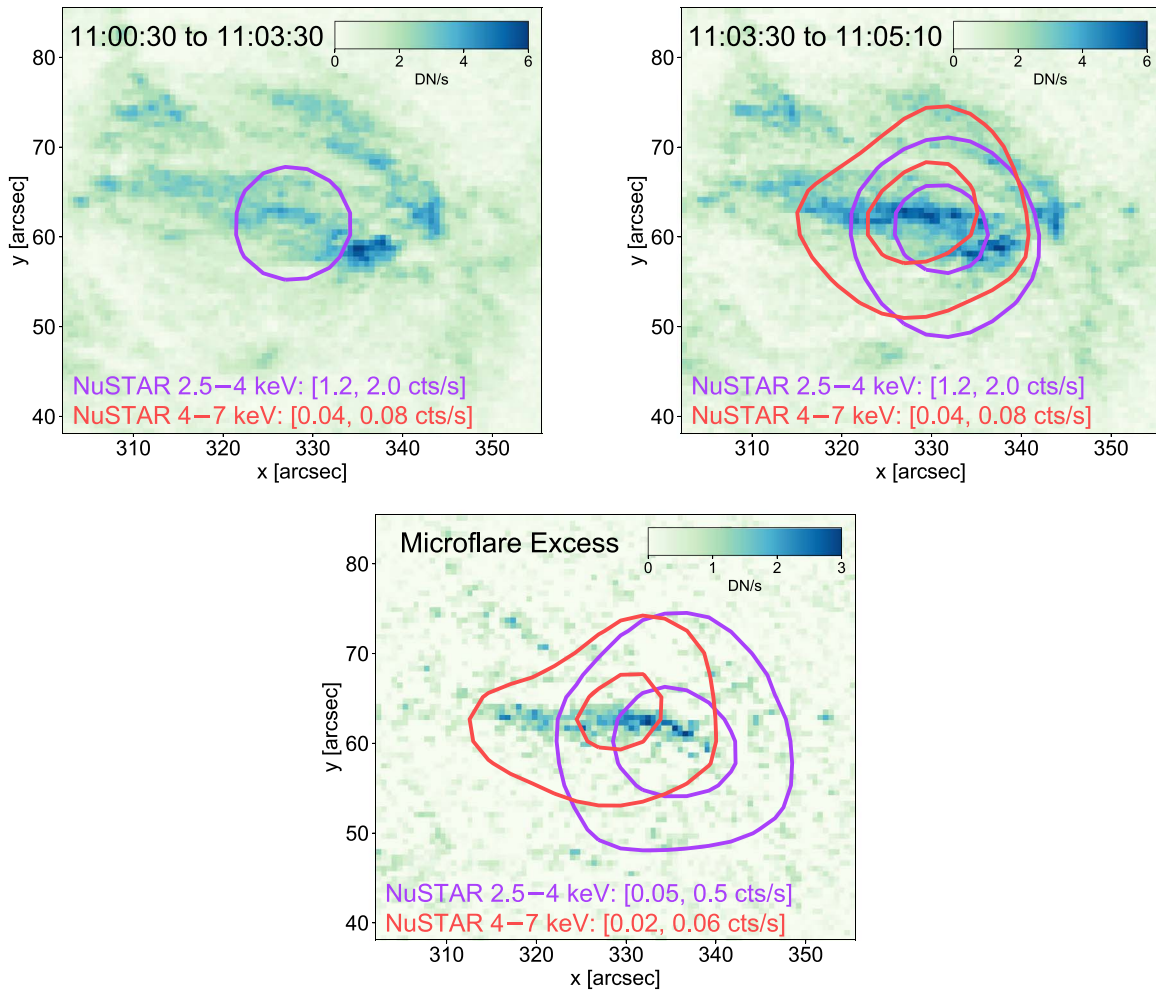 11:00:30 to 11:03:30
0 2 4 6
DN/s
80
70
60
50
40
y [arcsec]
NuSTAR 2.5−4 keV: [1.2, 2.0 cts/s]
NuSTAR 4−7 keV: [0.04, 0.08 cts/s]
310 320 330 340 350
x [arcsec]
11:03:30 to 11:05:10
0 2 4 6
DN/s
80
70
60
50
40
y [arcsec]
NuSTAR 2.5−4 keV: [1.2, 2.0 cts/s]
NuSTAR 4−7 keV: [0.04, 0.08 cts/s]
310 320 330 340 350
x [arcsec]
Microflare Excess
0 1 2 3
DN/s
80
70
60
50
40
y [arcsec]
NuSTAR 2.5−4 keV: [0.05, 0.5 cts/s]
NuSTAR 4−7 keV: [0.02, 0.06 cts/s]
310 320 330 340 350
x [arcsec]